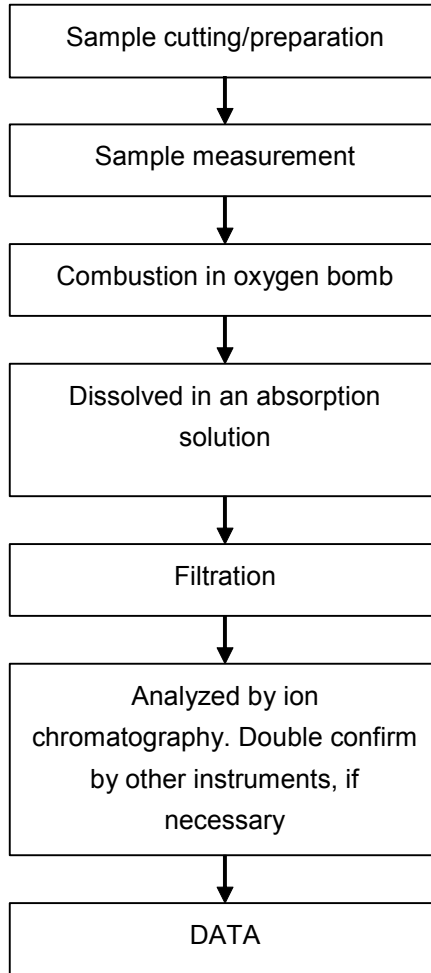 Sample cutting/preparation
Sample measurement
Combustion in oxygen bomb
Dissolved in an absorption
solution
Filtration
Analyzed by ion
chromatography. Double confirm
by other instruments, if
necessary
DATA